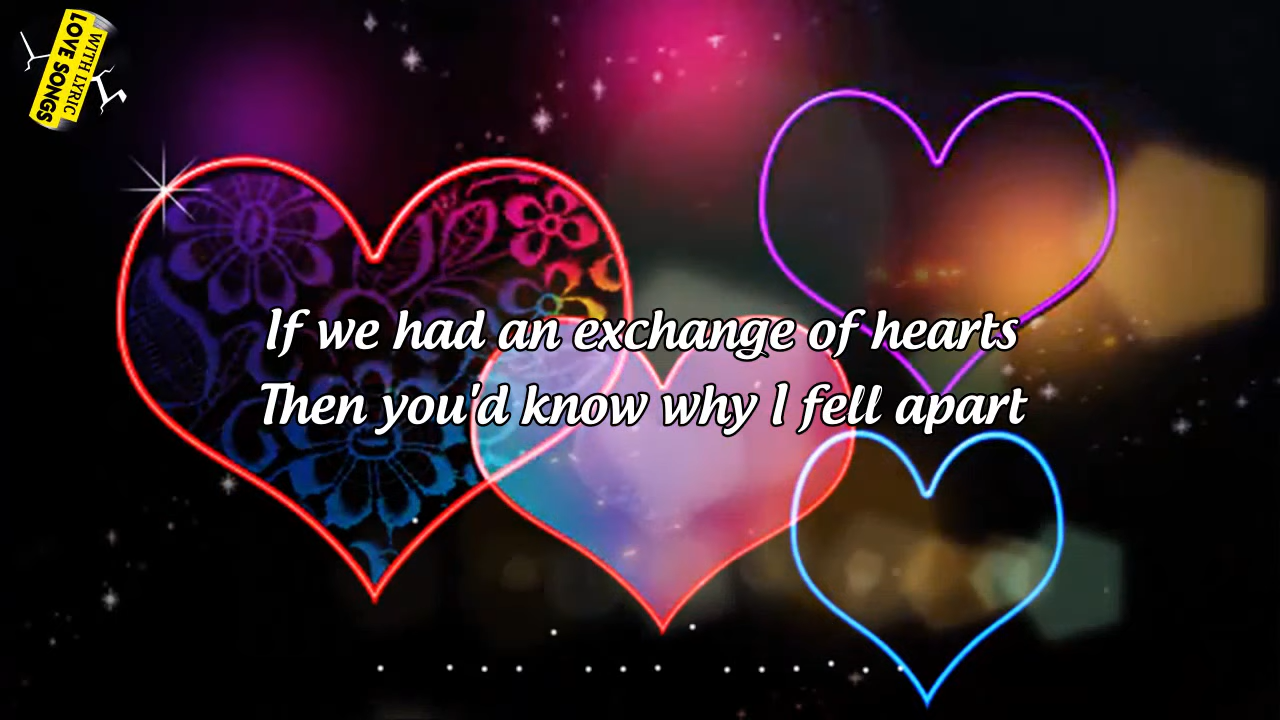 WITH LYRIC
LOVE SONGS
If we had an exchange of hearts
Then you'd know why I fell apart